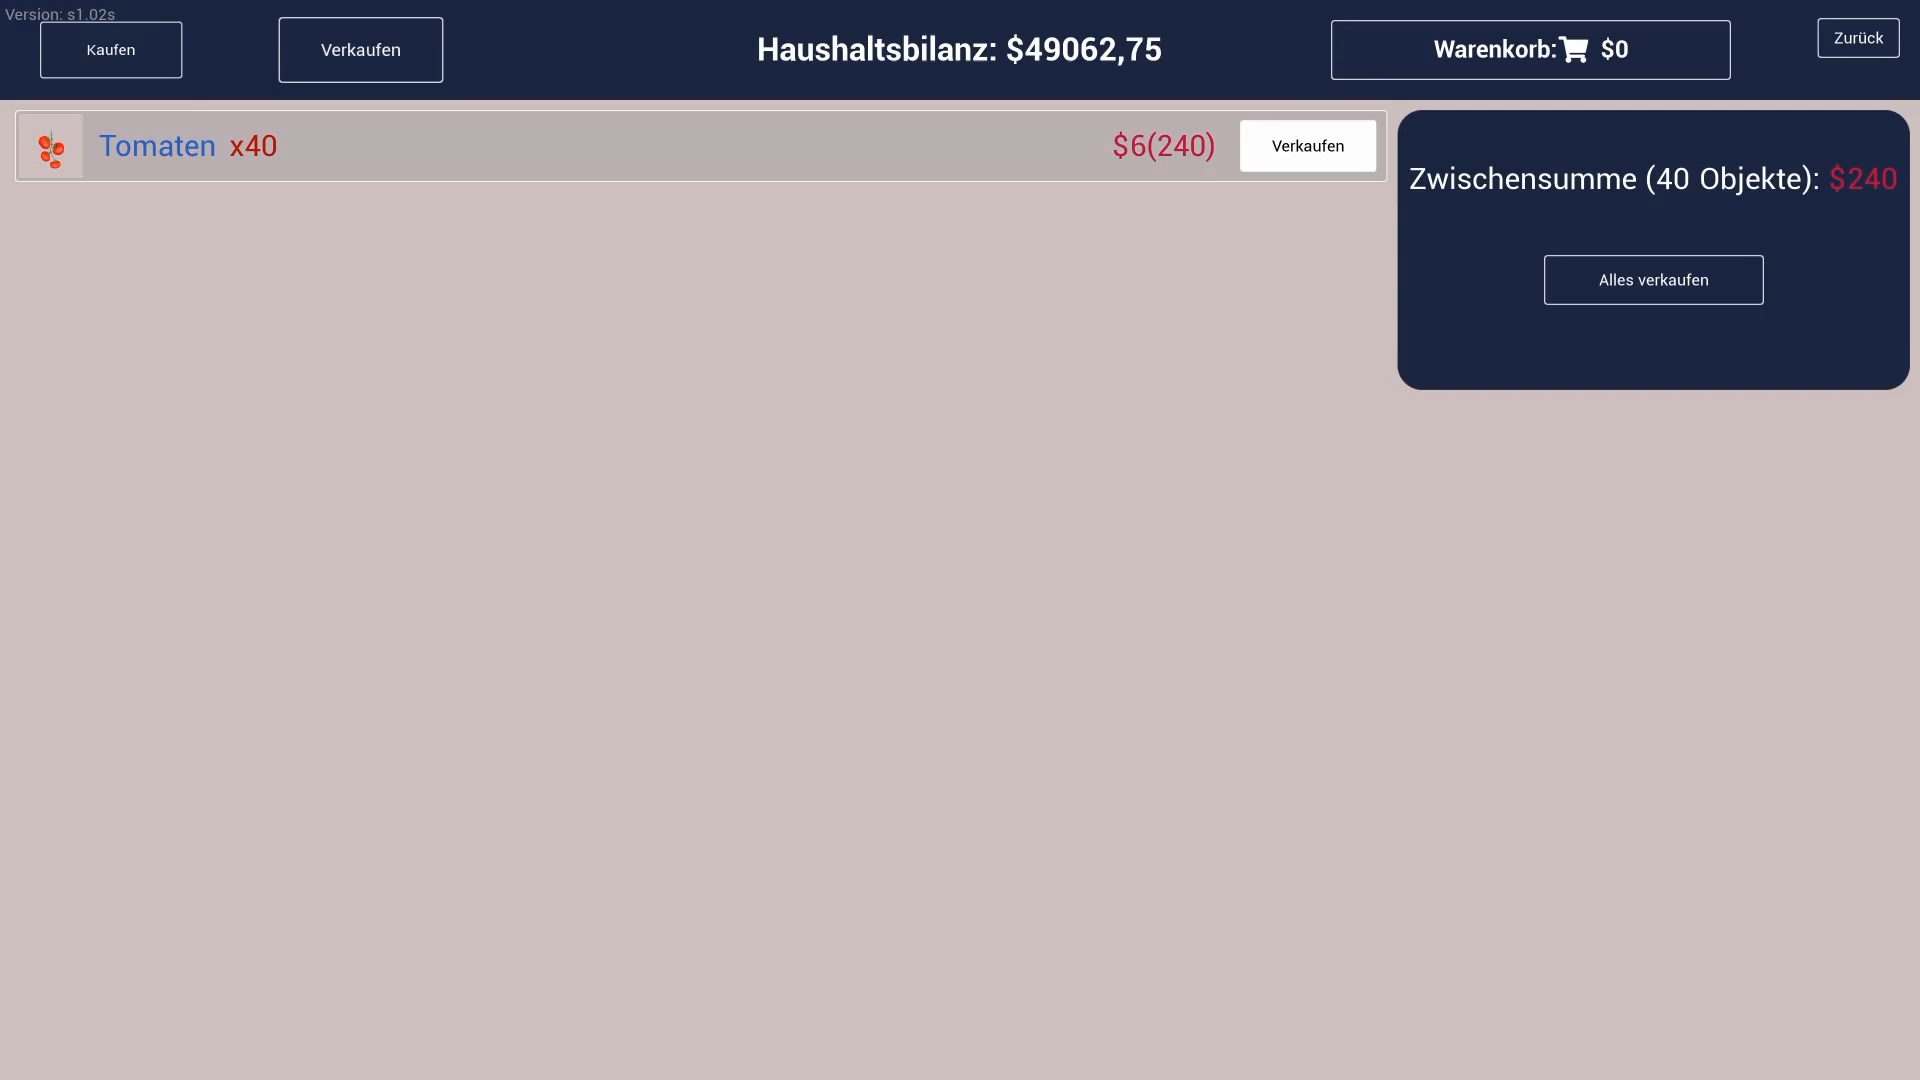 Version: s1.02s
Kaufen
Verkaufen
Haushaltsbilanz: $49062,75
Warenkorb: $0
Zurück
Tomaten x40
$6(240)
Verkaufen
Zwischensumme (40 Objekte): $240
Alles verkaufen